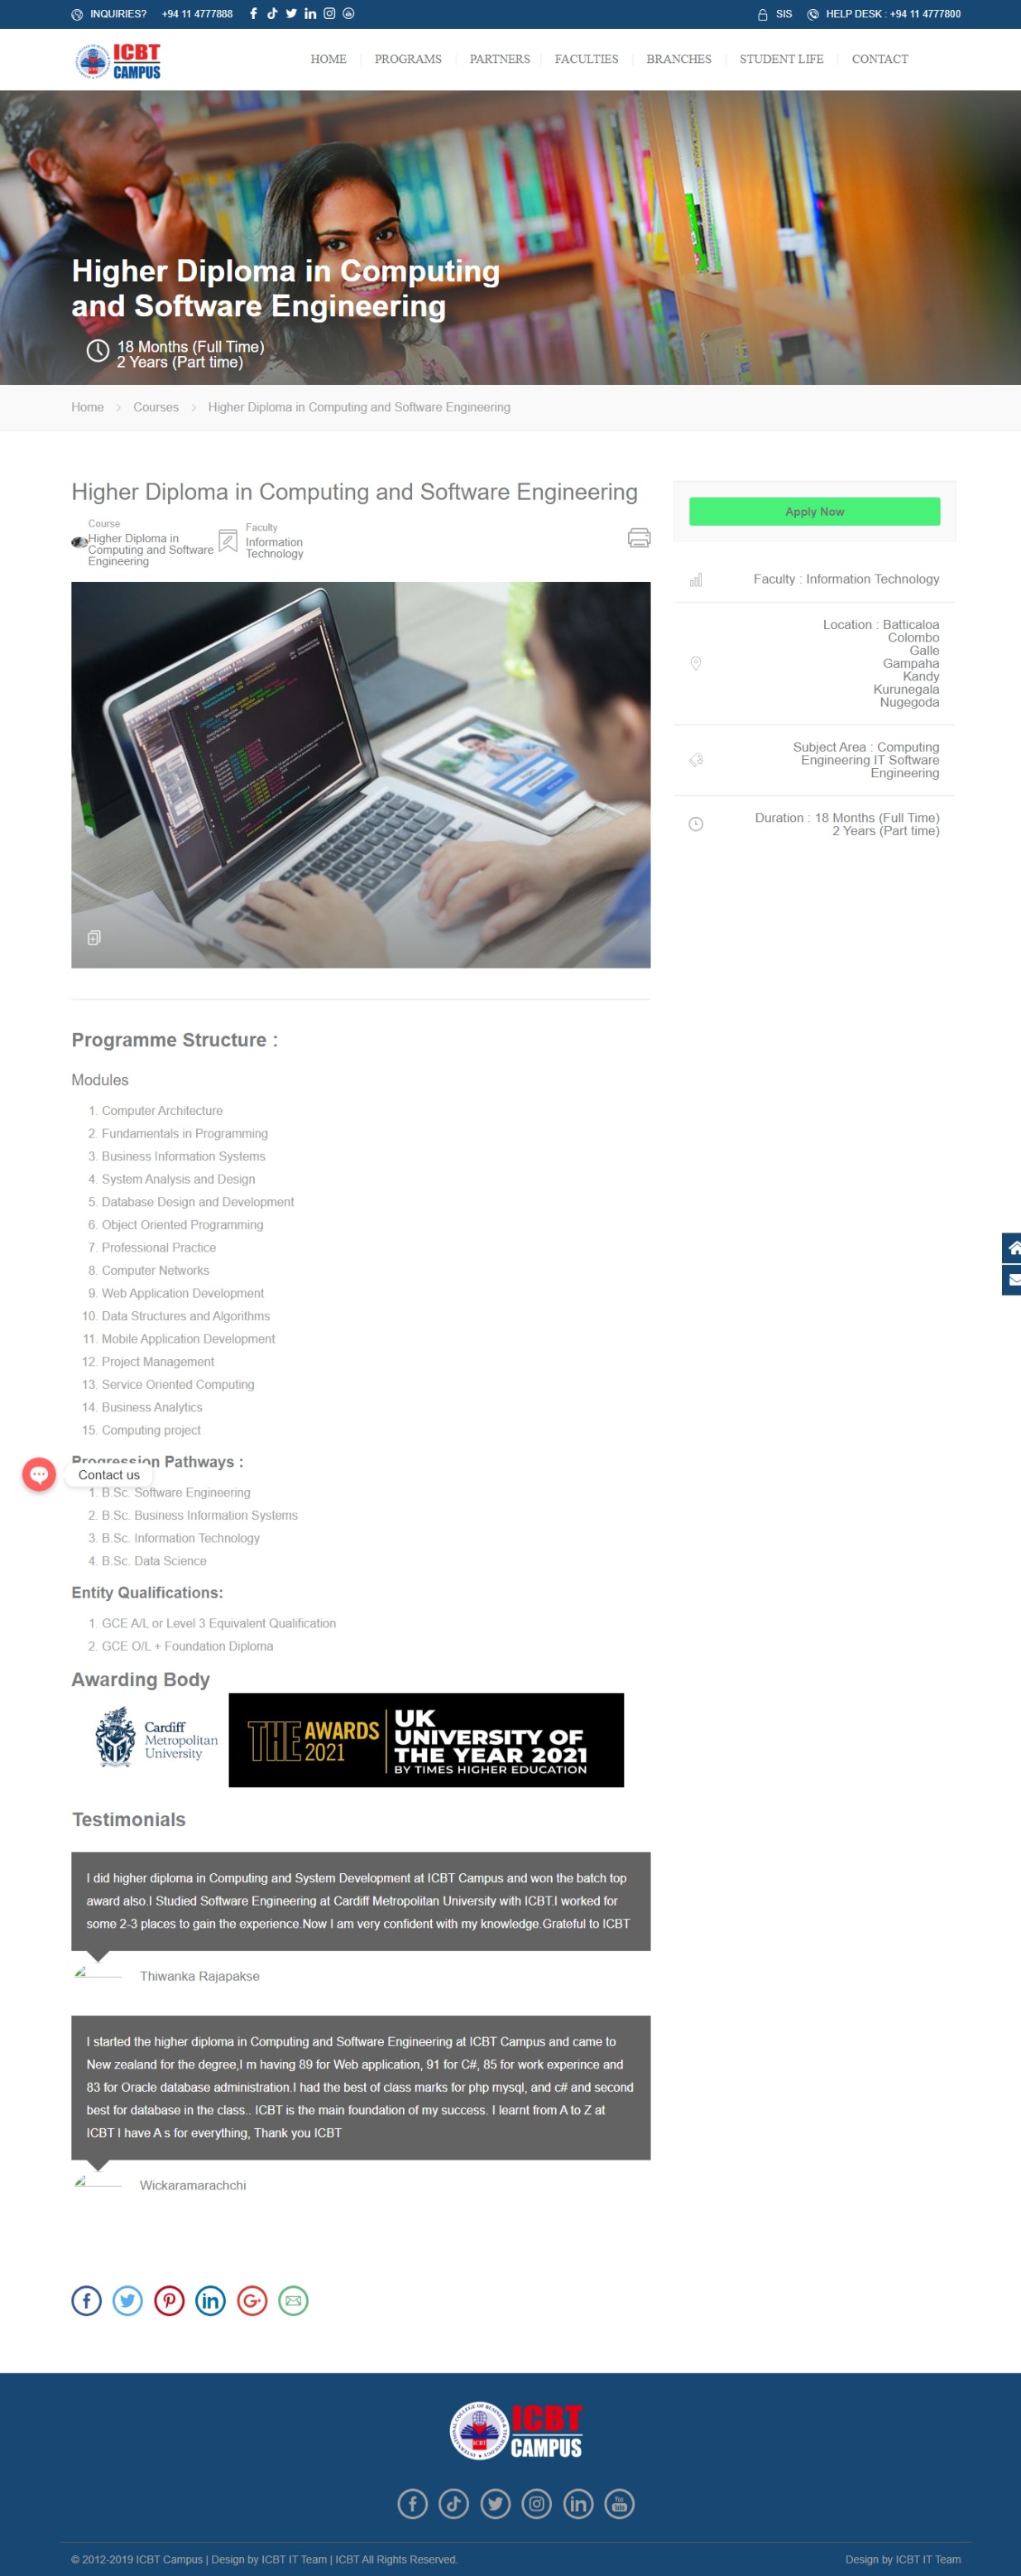 INQUIRIES? +94 11 4777888
SIS HELP DESK : +94 11 4777800
ICBT
CAMPUS
HOME PROGRAMS PARTNERS FACULTIES BRANCHES STUDENT LIFE CONTACT
Higher Diploma in Computing
and Software Engineering
18 Months (Full Time)
2 Years (Part time)
Home > Courses > Higher Diploma in Computing and Software Engineering
Higher Diploma in Computing and Software Engineering
Course
Higher Diploma in
Computing and Software
Engineering
Faculty
Information
Technology
Apply Now
Faculty : Information Technology
Location : Batticaloa
Colombo
Galle
Gampaha
Kandy
Kurunegala
Nugegoda
Subject Area : Computing
Engineering IT Software
Engineering
Duration : 18 Months (Full Time)
2 Years (Part time)
Programme Structure :
Modules
1. Computer Architecture
2. Fundamentals in Programming
3. Business Information Systems
4. System Analysis and Design
5. Database Design and Development
6. Object Oriented Programming
7. Professional Practice
8. Computer Networks
9. Web Application Development
10. Data Structures and Algorithms
11. Mobile Application Development
12. Project Management
13. Service Oriented Computing
14. Business Analytics
15. Computing project
Progression Pathways :
Contact us
1. B.Sc. Software Engineering
2. B.Sc. Business Information Systems
3. B.Sc. Information Technology
4. B.Sc. Data Science
Entity Qualifications:
1. GCE A/L or Level 3 Equivalent Qualification
2. GCE O/L + Foundation Diploma
Awarding Body
Cardiff
Metropolitan
University
THE AWARDS
2021
UK
UNIVERSITY OF
THE YEAR 2021
BY TIMES HIGHER EDUCATION
Testimonials
I did higher diploma in Computing and System Development at ICBT Campus and won the batch top
award also.I Studied Software Engineering at Cardiff Metropolitan University with ICBT.I worked for
some 2-3 places to gain the experience.Now I am very confident with my knowledge.Grateful to ICBT
Thiwanka Rajapakse
I started the higher diploma in Computing and Software Engineering at ICBT Campus and came to
New zealand for the degree,I m having 89 for Web application, 91 for C#, 85 for work experince and
83 for Oracle database administration.I had the best of class marks for php mysql, and c# and second
best for database in the class.. ICBT is the main foundation of my success. I learnt from A to Z at
ICBT I have A s for everything, Thank you ICBT
Wickaramarachchi
ICBT
CAMPUS
© 2012-2019 ICBT Campus | Design by ICBT IT Team | ICBT All Rights Reserved.
Design by ICBT IT Team